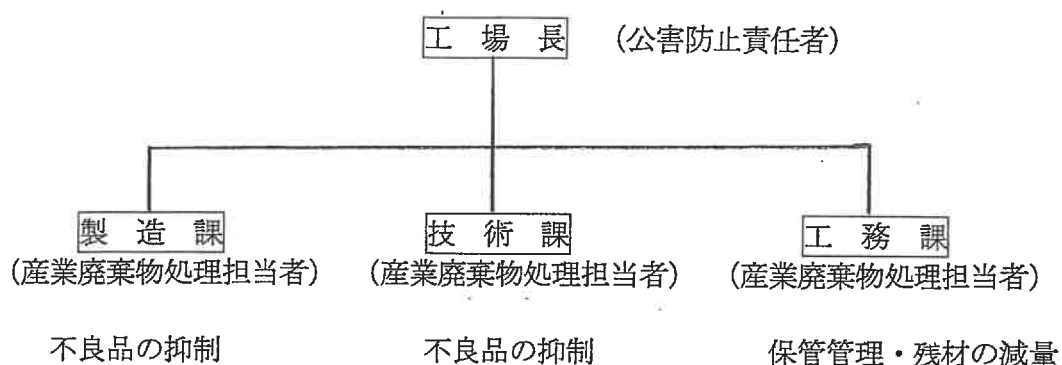 工場長 (公害防止責任者)
製造課 技術課 工務課
(産業廃棄物処理担当者) (産業廃棄物処理担当者) (産業廃棄物処理担当者)
不良品の抑制 不良品の抑制 保管管理・残材の減量